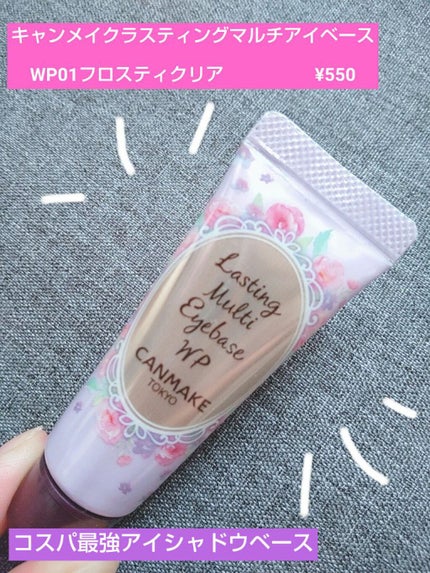 キャンメイクラスティングマルチアイベース
WP01フロスティクリア ¥550
Lasting
Multi
Eyebase
WP
CANMAKE
TOKYO
コスパ最強アイシャドウベース